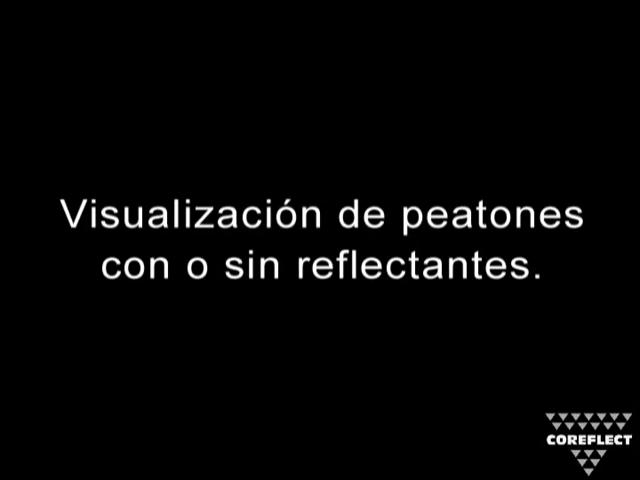 Visualización de peatones
con o sin reflectantes.
COREFLECT